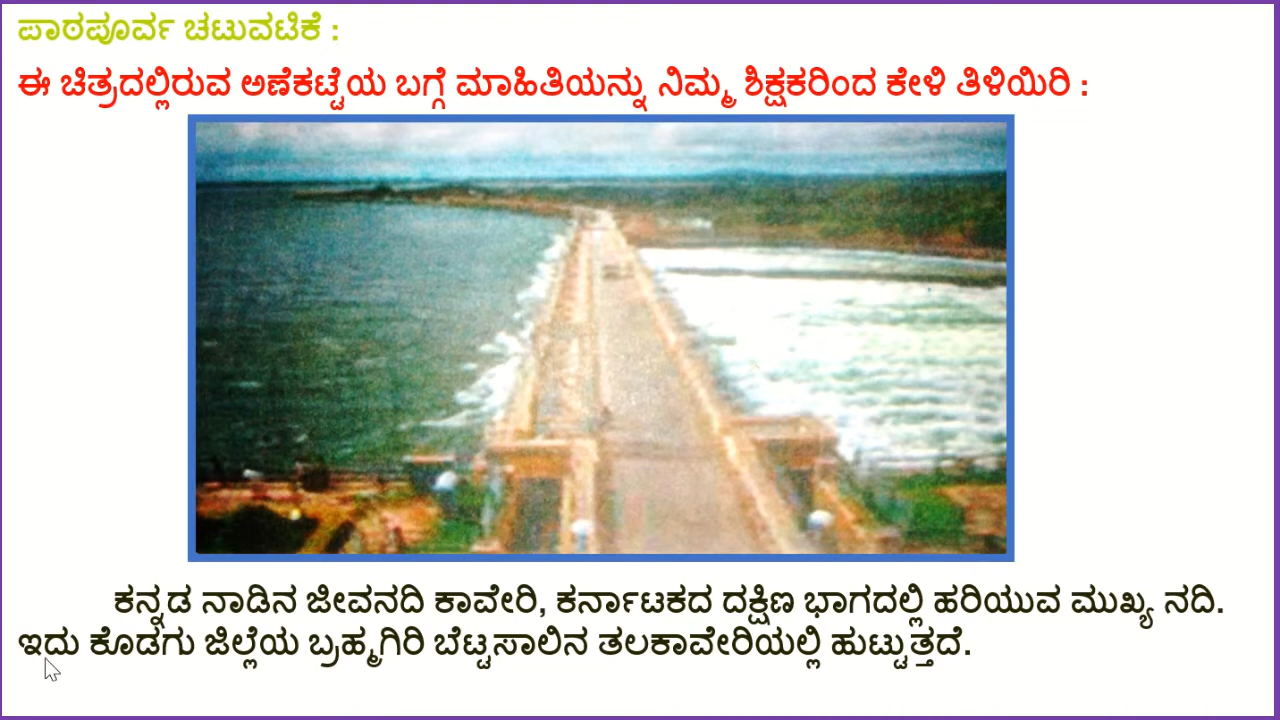 ಪಾಠಪೂರ್ವ ಚಟುವಟಿಕೆ :
ಈ ಚಿತ್ರದಲ್ಲಿರುವ ಅಣೆಕಟ್ಟೆಯ ಬಗ್ಗೆ ಮಾಹಿತಿಯನ್ನು ನಿಮ್ಮ ಶಿಕ್ಷಕರಿಂದ ಕೇಳಿ ತಿಳಿಯಿರಿ :
ಕನ್ನಡ ನಾಡಿನ ಜೀವನದಿ ಕಾವೇರಿ, ಕರ್ನಾಟಕದ ದಕ್ಷಿಣ ಭಾಗದಲ್ಲಿ ಹರಿಯುವ ಮುಖ್ಯ ನದಿ.
ಇದು ಕೊಡಗು ಜಿಲ್ಲೆಯ ಬ್ರಹ್ಮಗಿರಿ ಬೆಟ್ಟಸಾಲಿನ ತಲಕಾವೇರಿಯಲ್ಲಿ ಹುಟ್ಟುತ್ತದೆ.